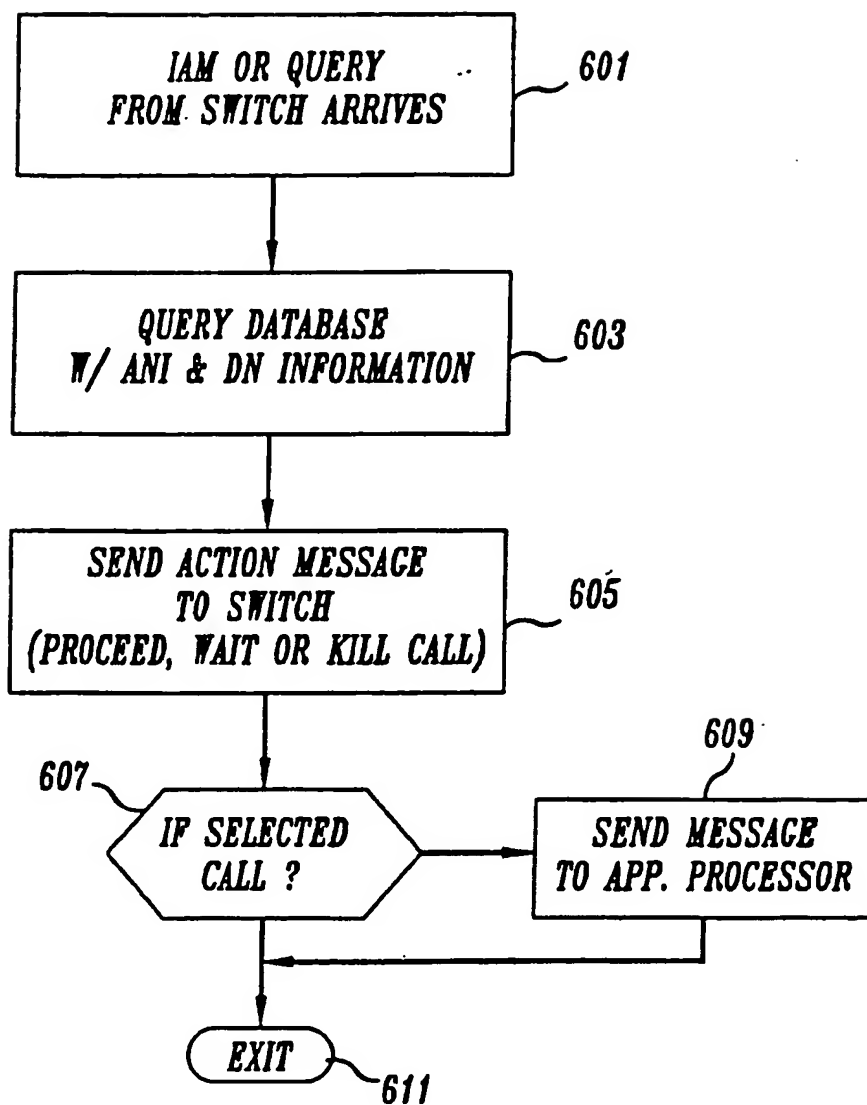 IAM OR QUERY
FROM SWITCH ARRIVES
601
QUERY DATABASE
W/ ANI & DN INFORMATION
603
SEND ACTION MESSAGE
TO SWITCH
(PROCEED, WAIT OR KILL CALL)
605
607
IF SELECTED
CALL ?
609
SEND MESSAGE
TO APP. PROCESSOR
EXIT
611